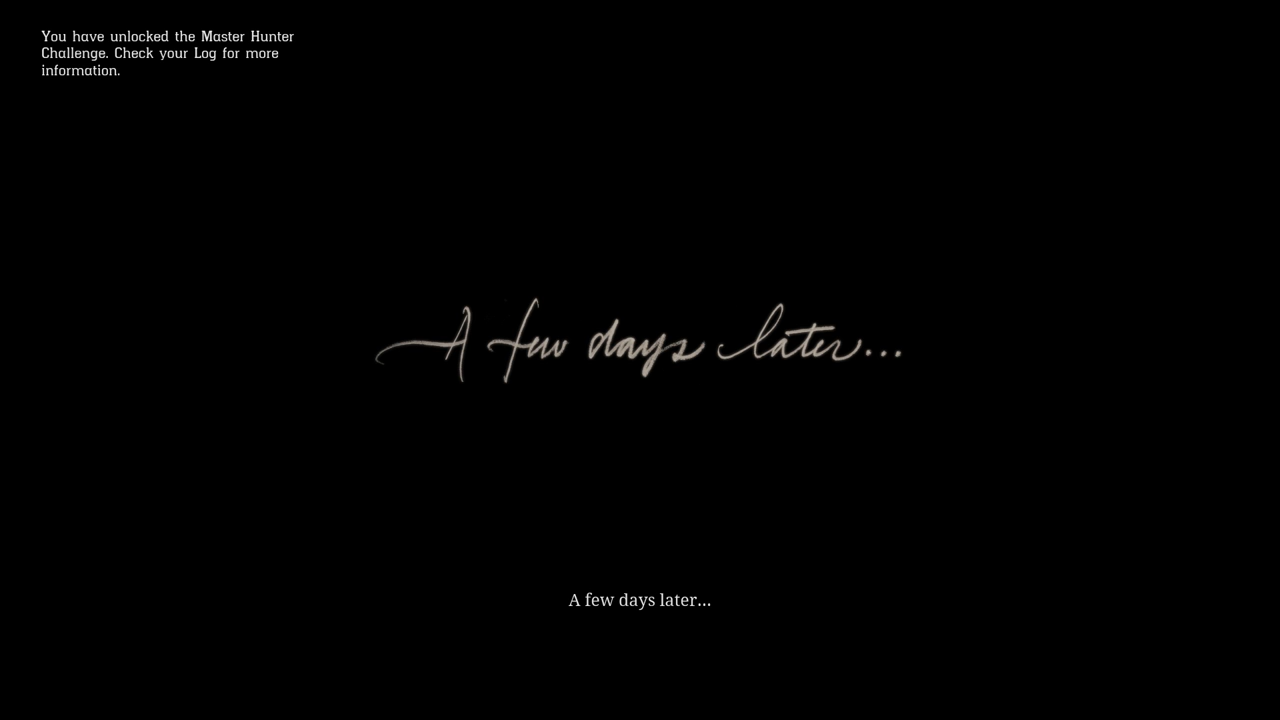 You have unlocked the Master Hunter
Challenge. Check your Log for more
information.
A few days later...
A few days later...